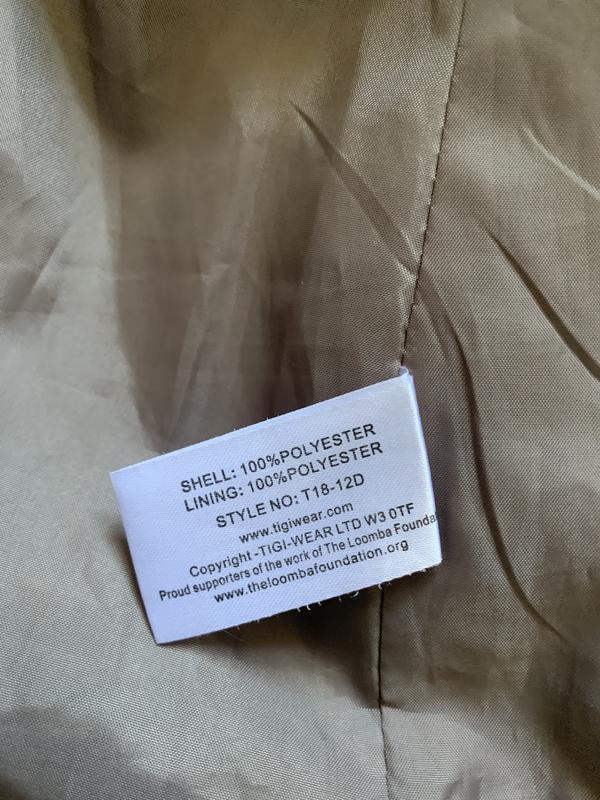 SHELL: 100%POLYESTER
LINING: 100%POLYESTER
STYLE NO: T18-12D
www.tigiwear.com
Copyright -TIGI-WEAR LTD W3 0TF
Proud supporters of the work of The Loomba Founda
www.theloombafoundation.org